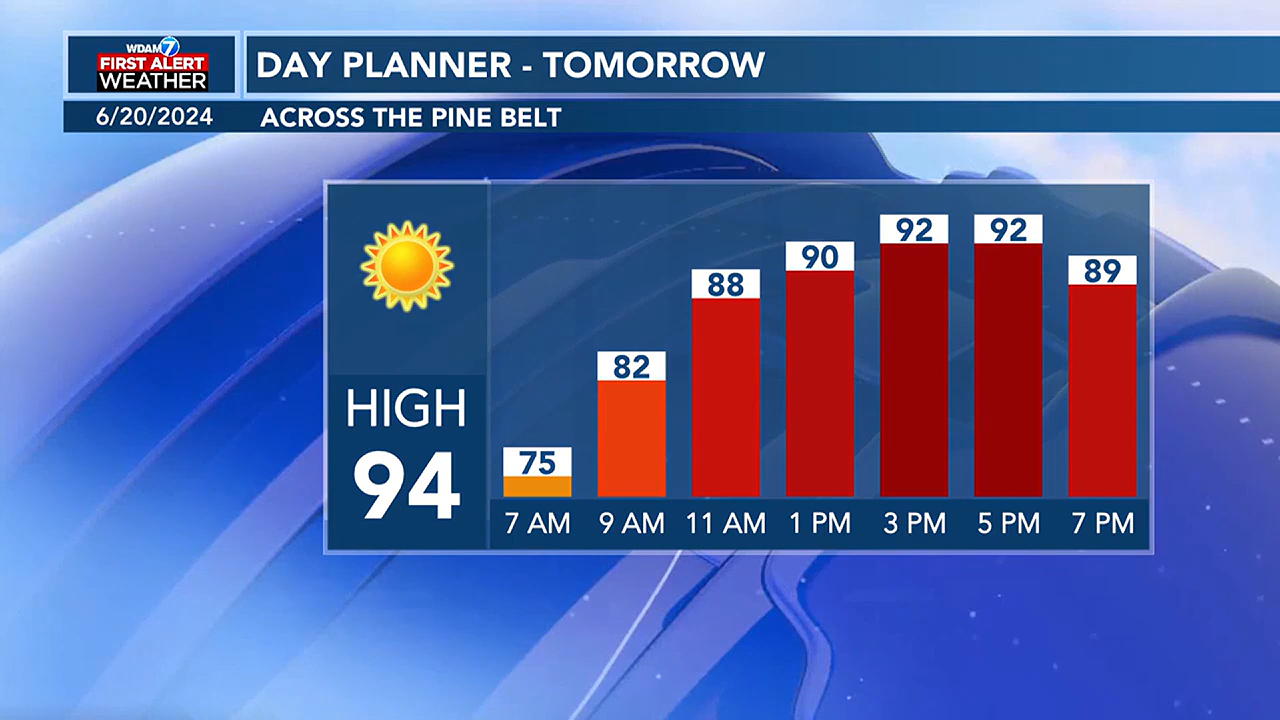 WDAM 7
FIRST ALERT
WEATHER
DAY PLANNER - TOMORROW
6/20/2024
ACROSS THE PINE BELT
HIGH
94
75 82 88 90 92 92 89
7 AM 9 AM 11 AM 1 PM 3 PM 5 PM 7 PM